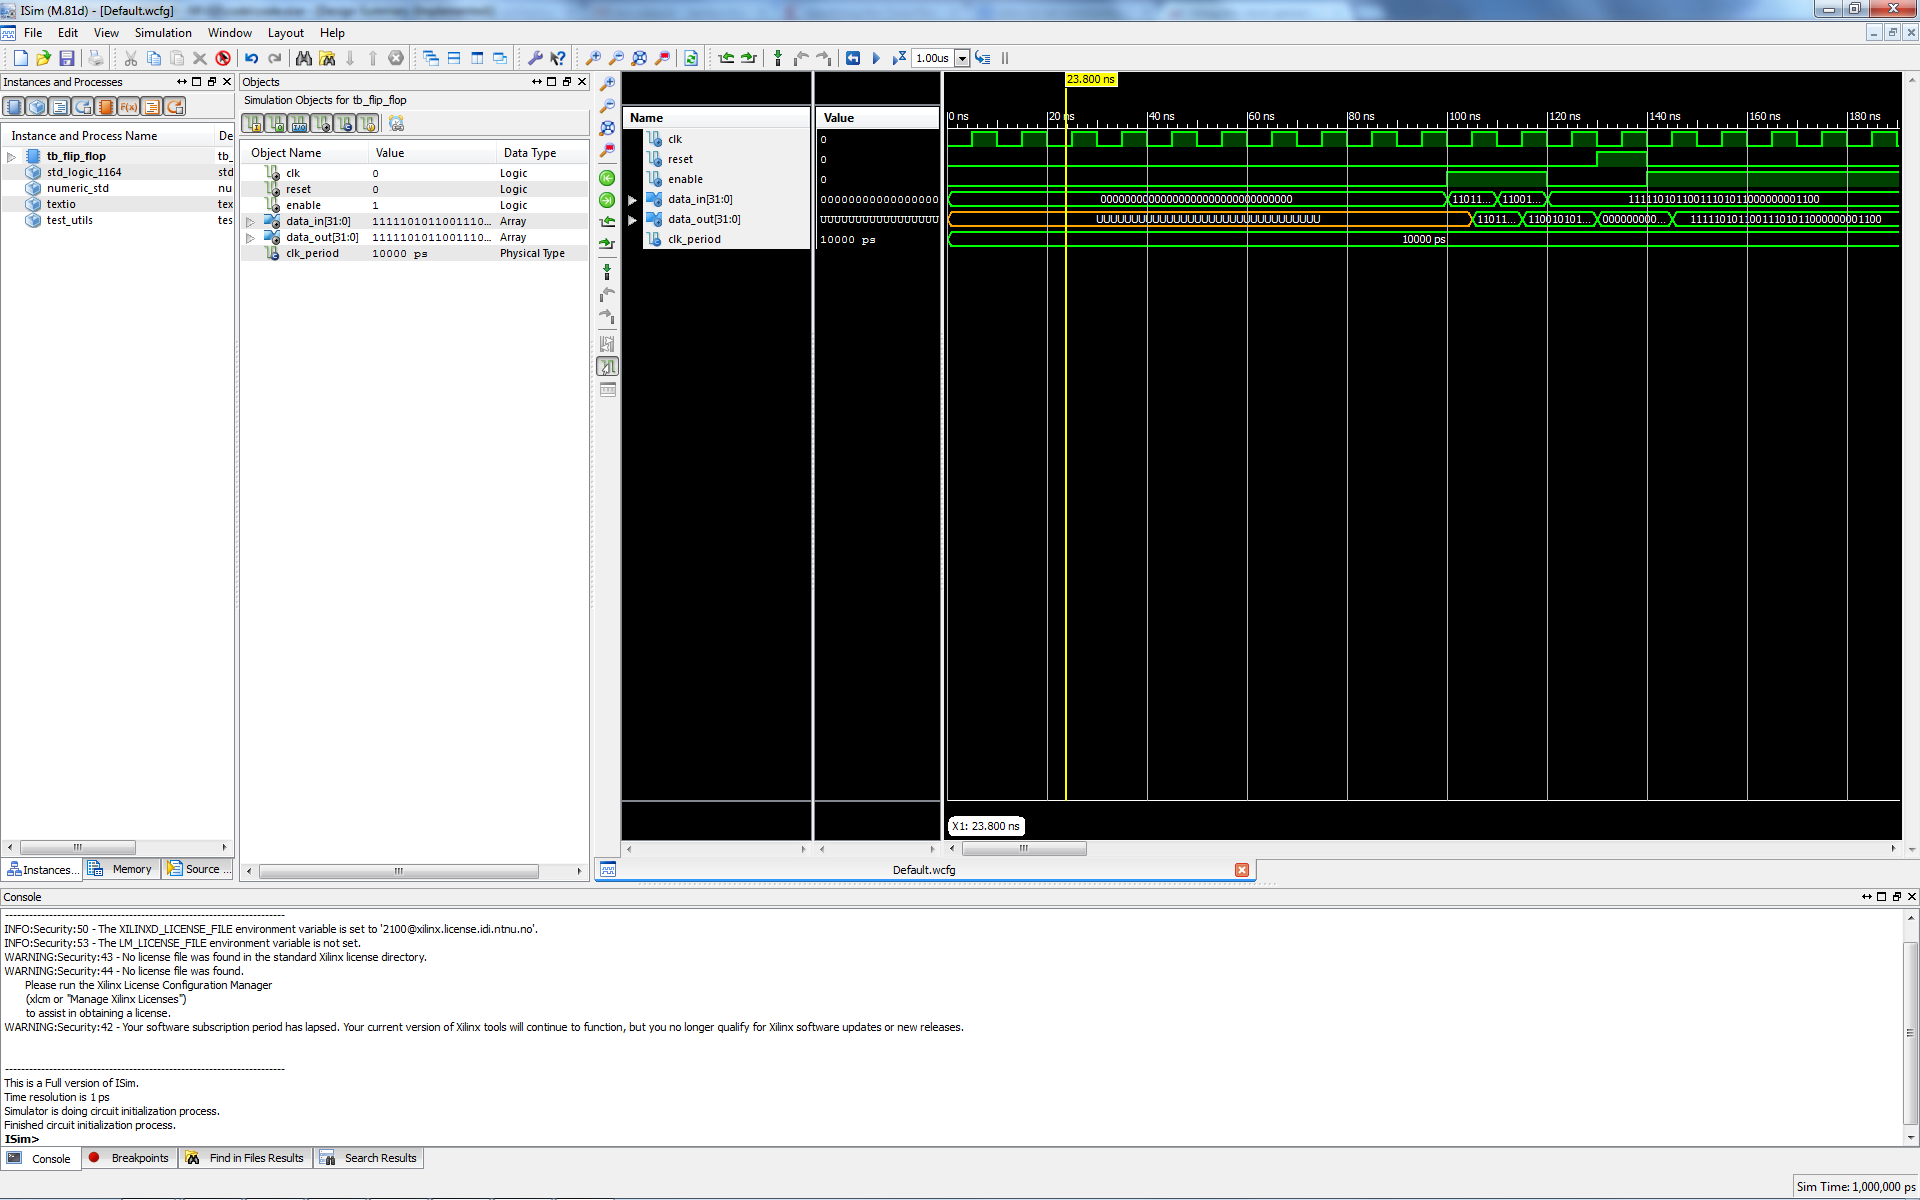 ISim (M.81d) - [Default.wcfg]
File Edit View Simulation Window Layout Help
1.00us
Instances and Processes
Instance and Process Name De
tb_flip_flop tb_
std_logic_1164 std
numeric_std nu
textio tex
test_utils tes
Instances... Memory Source ...
Objects
Simulation Objects for tb_flip_flop
Object Name Value Data Type
clk 0 Logic
reset 0 Logic
enable 1 Logic
data_in[31:0] 1111101011001110... Array
data_out[31:0] 1111101011001110... Array
clk_period 10000 ps Physical Type
Name Value
clk 0
reset 0
enable 0
data_in[31:0] 00000000000000000
data_out[31:0] UUUUUUUUUUUUUUUUU
clk_period 10000 ps
23.800 ns
0 ns 20 ns 40 ns 60 ns 80 ns 100 ns 120 ns 140 ns 160 ns 180 ns
00000000000000000000000000000000 11011... 11001... 11111010110011101011000000001100
UUUUUUUUUUUUUUUUUUUUUUUUUUUUUUUU 11011... 110010101... 000000000... 11111010110011101011000000001100
10000 ps
X1: 23.800 ns
Default.wcfg
Console
INFO:Security:50 - The XILINXD_LICENSE_FILE environment variable is set to '2100@xilinx.license.idi.ntnu.no'.
INFO:Security:53 - The LM_LICENSE_FILE environment variable is not set.
WARNING:Security:43 - No license file was found in the standard Xilinx license directory.
WARNING:Security:44 - No license file was found.
Please run the Xilinx License Configuration Manager
(xlcm or "Manage Xilinx Licenses")
to assist in obtaining a license.
WARNING:Security:42 - Your software subscription period has lapsed. Your current version of Xilinx tools will continue to function, but you no longer qualify for Xilinx software updates or new releases.
This is a Full version of ISim.
Time resolution is 1 ps
Simulator is doing circuit initialization process.
Finished circuit initialization process.
ISim>
Console Breakpoints Find in Files Results Search Results
Sim Time: 1,000,000 ps